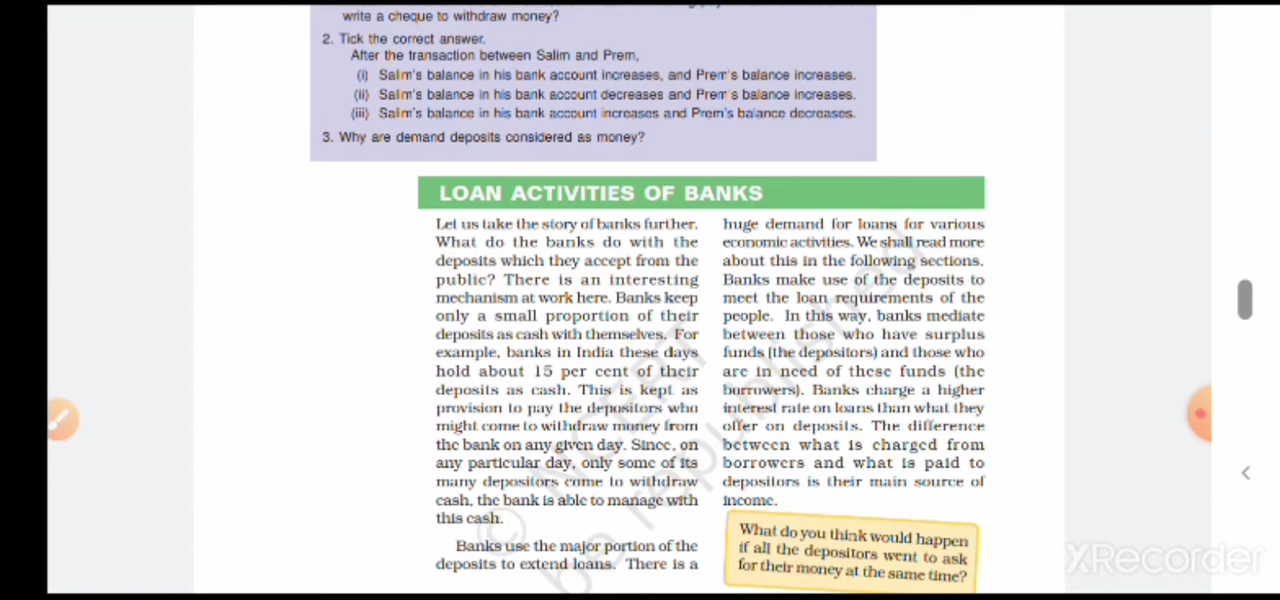 write a cheque to withdraw money?
2. Tick the correct answer.
After the transaction between Salim and Prem,
(i) Salim's balance in his bank account increases, and Prem's balance increases.
(ii) Salim's balance in his bank account decreases and Prem's balance increases.
(iii) Salim's balance in his bank account increases and Prem's balance decreases.
3. Why are demand deposits considered as money?
LOAN ACTIVITIES OF BANKS
Let us take the story of banks further.
What do the banks do with the
deposits which they accept from the
public? There is an interesting
mechanism at work here. Banks keep
only a small proportion of their
deposits as cash with themselves. For
example, banks in India these days
hold about 15 per cent of their
deposits as cash. This is kept as
provision to pay the depositors who
might come to withdraw money from
the bank on any given day. Since, on
any particular day, only some of its
many depositors come to withdraw
cash, the bank is able to manage with
this cash.
Banks use the major portion of the
deposits to extend loans. There is a
huge demand for loans for various
economic activities. We shall read more
about this in the following sections.
Banks make use of the deposits to
meet the loan requirements of the
people. In this way, banks mediate
between those who have surplus
funds (the depositors) and those who
are in need of these funds (the
borrowers). Banks charge a higher
interest rate on loans than what they
offer on deposits. The difference
between what is charged from
borrowers and what is paid to
depositors is their main source of
income.
What do you think would happen
if all the depositors went to ask
for their money at the same time?
© NCERT
be republished
XRecorder